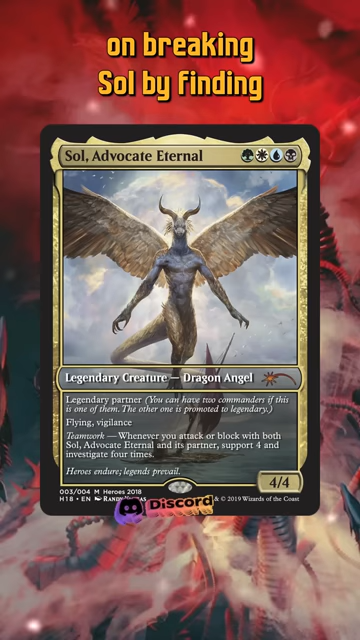 on breaking
Sol by finding
Sol, Advocate Eternal
Legendary Creature — Dragon Angel
Legendary partner (You can have two commanders if this
is one of them. The other one is promoted to legendary.)
Flying, vigilance
Teamwork — Whenever you attack or block with both
Sol, Advocate Eternal and its partner, support 4 and
investigate four times.
Heroes endure; legends prevail.
4/4
003/004 M Heroes 2018
H18 • EN
Discord
& © 2019 Wizards of the Coast